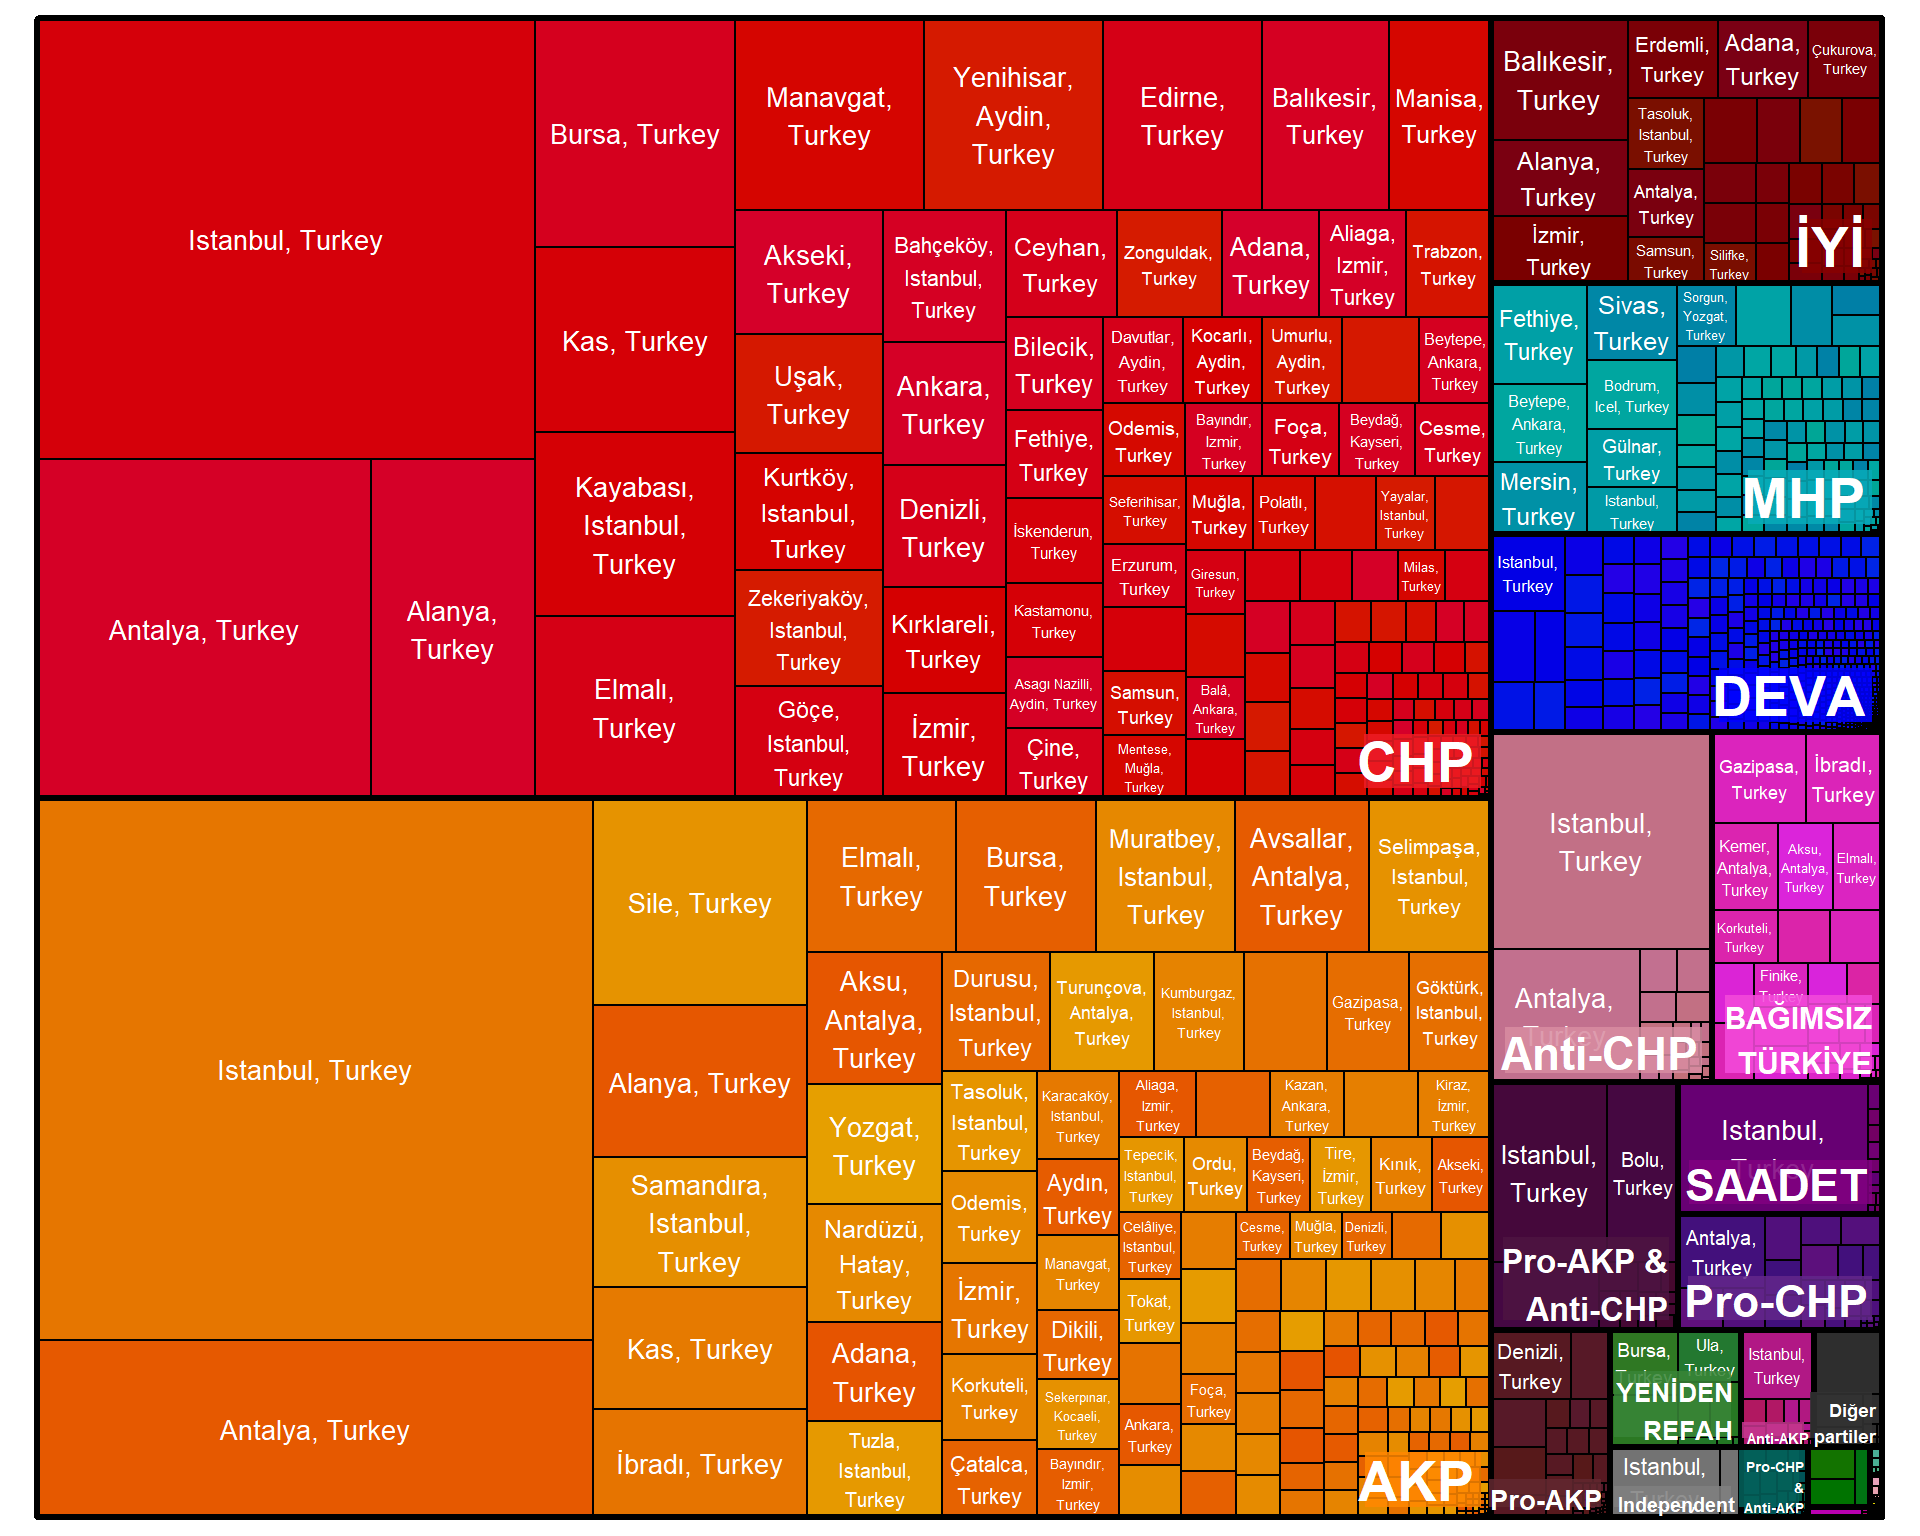 Istanbul, Turkey
Antalya, Turkey
Alanya,
Turkey
Bursa, Turkey
Kas, Turkey
Kayabası,
Istanbul,
Turkey
Elmalı,
Turkey
Manavgat,
Turkey
Yenihisar,
Aydin,
Turkey
Edirne,
Turkey
Balıkesir,
Turkey
Manisa,
Turkey
Akseki,
Turkey
Uşak,
Turkey
Kurtköy,
Istanbul,
Turkey
Zekeriyaköy,
Istanbul,
Turkey
Göçe,
Istanbul,
Turkey
Bahçeköy,
Istanbul,
Turkey
Ankara,
Turkey
Denizli,
Turkey
Kırklareli,
Turkey
İzmir,
Turkey
Ceyhan,
Turkey
Zonguldak,
Turkey
Adana,
Turkey
Aliaga,
Izmir,
Turkey
Trabzon,
Turkey
Bilecik,
Turkey
Fethiye,
Turkey
İskenderun,
Turkey
Kastamonu,
Turkey
Asagı Nazilli,
Aydin, Turkey
Çine,
Turkey
Davutlar,
Aydin,
Turkey
Kocarlı,
Aydin,
Turkey
Umurlu,
Aydin,
Turkey
Beytepe,
Ankara,
Turkey
Odemis,
Turkey
Bayındır,
Izmir,
Turkey
Foça,
Turkey
Beydağ,
Kayseri,
Turkey
Cesme,
Turkey
Seferihisar,
Turkey
Muğla,
Turkey
Polatlı,
Turkey
Yayalar,
Istanbul,
Turkey
Erzurum,
Turkey
Giresun,
Turkey
Milas,
Turkey
Samsun,
Turkey
Balâ,
Ankara,
Turkey
Mentese,
Muğla,
Turkey
CHP
Istanbul, Turkey
Antalya, Turkey
Sile, Turkey
Alanya, Turkey
Samandıra,
Istanbul,
Turkey
Kas, Turkey
İbradı, Turkey
Elmalı,
Turkey
Bursa,
Turkey
Muratbey,
Istanbul,
Turkey
Avsallar,
Antalya,
Turkey
Selimpaşa,
Istanbul,
Turkey
Aksu,
Antalya,
Turkey
Yozgat,
Turkey
Nardüzü,
Hatay,
Turkey
Adana,
Turkey
Tuzla,
Istanbul,
Turkey
Durusu,
Istanbul,
Turkey
Turunçova,
Antalya,
Turkey
Kumburgaz,
Istanbul,
Turkey
Gazipasa,
Turkey
Göktürk,
Istanbul,
Turkey
Tasoluk,
Istanbul,
Turkey
Odemis,
Turkey
İzmir,
Turkey
Korkuteli,
Turkey
Çatalca,
Turkey
Karacaköy,
Istanbul,
Turkey
Aydın,
Turkey
Manavgat,
Turkey
Dikili,
Turkey
Sekerpınar,
Kocaeli,
Turkey
Bayındır,
Izmir,
Turkey
Aliaga,
Izmir,
Turkey
Kazan,
Ankara,
Turkey
Kiraz,
İzmir,
Turkey
Tepecik,
Istanbul,
Turkey
Ordu,
Turkey
Beydağ,
Kayseri,
Turkey
Tire,
İzmir,
Turkey
Kınık,
Turkey
Akseki,
Turkey
Celâliye,
Istanbul,
Turkey
Cesme,
Turkey
Muğla,
Turkey
Denizli,
Turkey
Tokat,
Turkey
Foça,
Turkey
Ankara,
Turkey
AKP
Balıkesir,
Turkey
Alanya,
Turkey
İzmir,
Turkey
Erdemli,
Turkey
Adana,
Turkey
Çukurova,
Turkey
Tasoluk,
Istanbul,
Turkey
Antalya,
Turkey
Samsun,
Turkey
Silifke,
Turkey
İYİ
Fethiye,
Turkey
Beytepe,
Ankara,
Turkey
Mersin,
Turkey
Sivas,
Turkey
Bodrum,
Icel, Turkey
Gülnar,
Turkey
Istanbul,
Turkey
Sorgun,
Yozgat,
Turkey
MHP
Istanbul,
Turkey
DEVA
Istanbul,
Turkey
Antalya,
Turkey
Anti-CHP
Gazipasa,
Turkey
İbradı,
Turkey
Kemer,
Antalya,
Turkey
Aksu,
Antalya,
Turkey
Elmalı,
Turkey
Korkuteli,
Turkey
Finike,
Turkey
BAĞIMSIZ
TÜRKİYE
Istanbul,
Turkey
Bolu,
Turkey
Pro-AKP &
Anti-CHP
Istanbul,
Turkey
SAADET
Antalya,
Turkey
Pro-CHP
Denizli,
Turkey
Pro-AKP
Bursa,
Turkey
Ula,
Turkey
YENİDEN
REFAH
Istanbul,
Turkey
Anti-AKP
Diğer
partiler
Istanbul,
Turkey
Independent
Pro-CHP
&
Anti-AKP